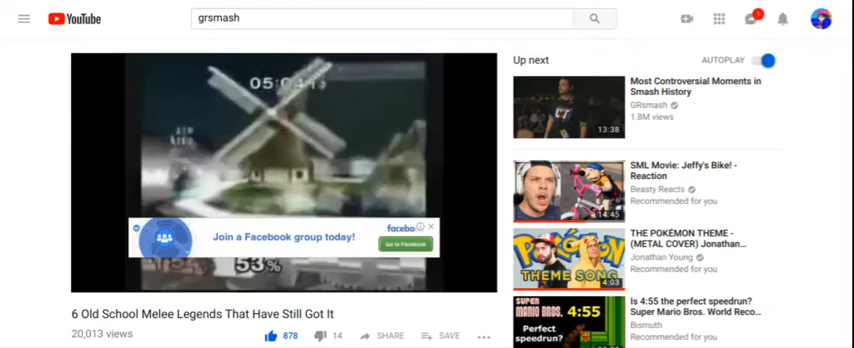 YouTube
grsmash
1
Up next
AUTOPLAY
Most Controversial Moments in
Smash History
GRsmash
1.8M views
13:38
SML Movie: Jeffy's Bike! -
Reaction
Beasty Reacts
Recommended for you
14:45
THE POKÉMON THEME -
(METAL COVER) Jonathan...
Jonathan Young
Recommended for you
POKÉMON
THEME SONG
4:03
Is 4:55 the perfect speedrun?
Super Mario Bros. World Reco...
Bismuth
Recommended for you
SUPER
MARIO BROS. 4:55
Perfect
speedrun?
Join a Facebook group today!
facebo
Go to Facebook
53%
6 Old School Melee Legends That Have Still Got It
20,013 views
878
14
SHARE
SAVE